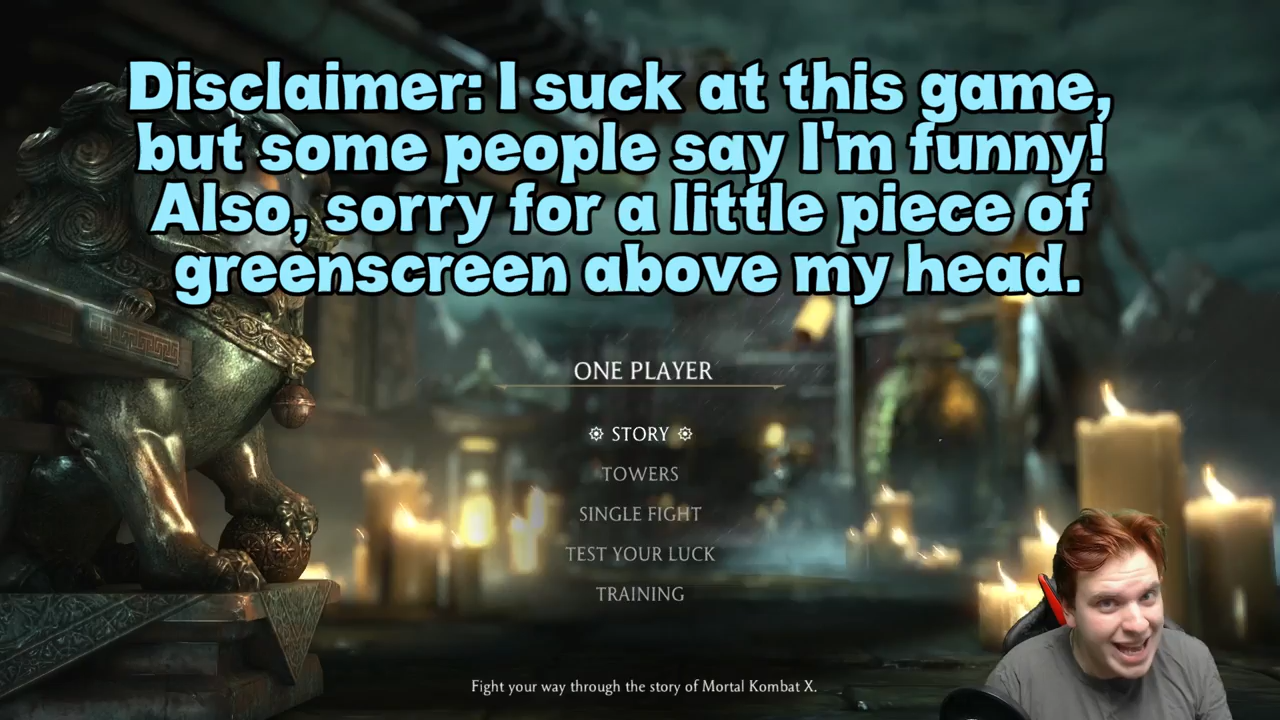 Disclaimer: I suck at this game,
but some people say I'm funny!
Also, sorry for a little piece of
greenscreen above my head.
ONE PLAYER
STORY
TOWERS
SINGLE FIGHT
TEST YOUR LUCK
TRAINING
Fight your way through the story of Mortal Kombat X.